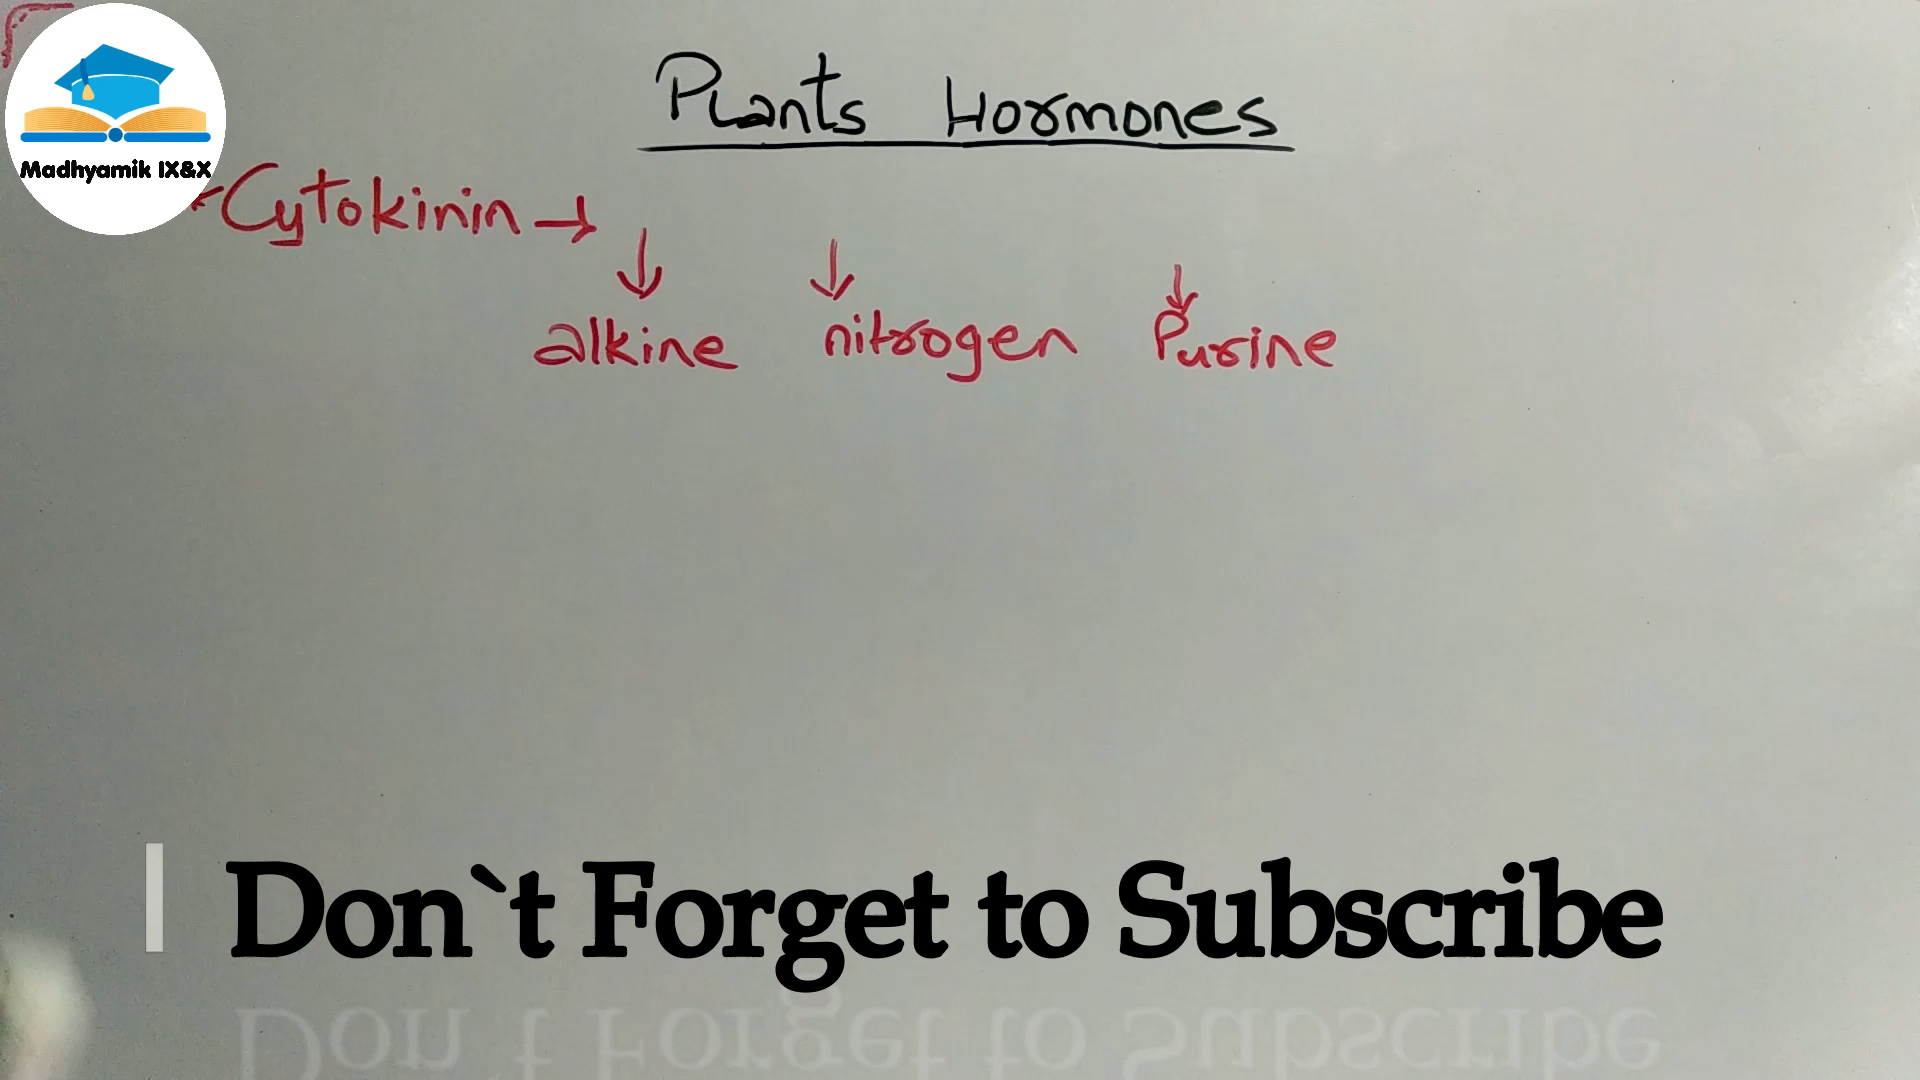 Plants Hormones
Madhyamik IX&X
Cytokinin →
↓ ↓ ↓
alkine nitrogen Purine
Don`t Forget to Subscribe